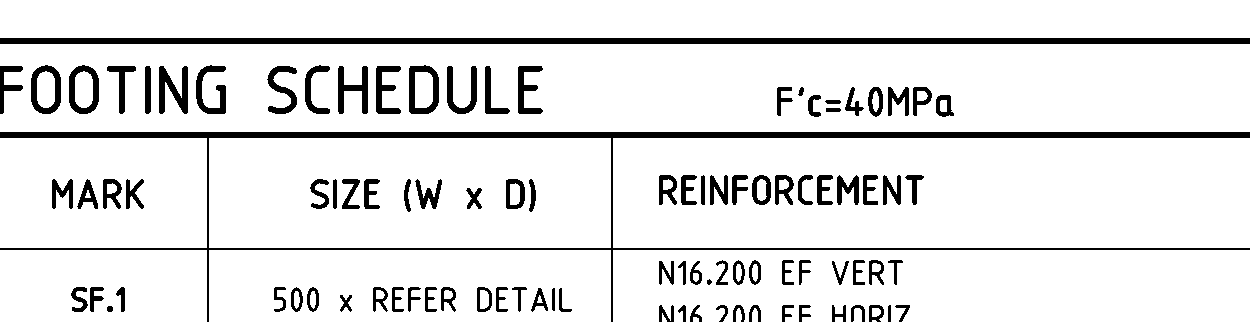 FOOTING SCHEDULE F'c=40MPa
MARK SIZE (W x D) REINFORCEMENT
N16.200 EF VERT
SF.1 500 x REFER DETAIL
N16.200 EF HORIZ